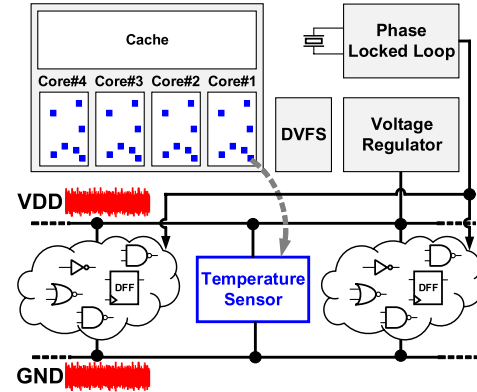 Cache
Phase
Locked Loop
Core#4 Core#3 Core#2 Core#1
DVFS
Voltage
Regulator
VDD
DFF
Temperature
Sensor
DFF
GND